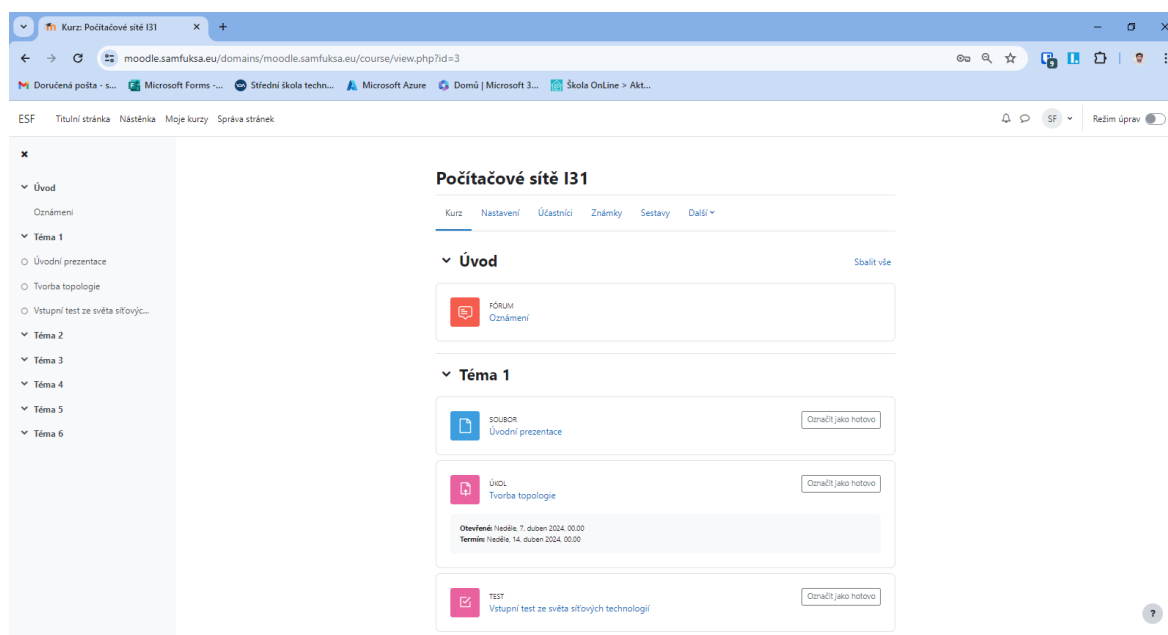 Kurz: Počítačové sítě I31
moodle.samfuksa.eu/domains/moodle.samfuksa.eu/course/view.php?id=3
9
Doručená pošta - s... Microsoft Forms -... Střední škola techn... Microsoft Azure Domů | Microsoft 3... Škola OnLine > Akt...
ESF Titulní stránka Nástěnka Moje kurzy Správa stránek SF Režim úprav
Úvod
Oznámení
Téma 1
Úvodní prezentace
Tvorba topologie
Vstupní test ze světa síťovýc...
Téma 2
Téma 3
Téma 4
Téma 5
Téma 6
Počítačové sítě I31
Kurz Nastavení Účastníci Známky Sestavy Další
Úvod
Sbalit vše
FÓRUM
Oznámení
Téma 1
SOUBOR
Úvodní prezentace
Označit jako hotovo
ÚKOL
Tvorba topologie
Označit jako hotovo
Otevřené: Neděle, 7. duben 2024, 00.00
Termín: Neděle, 14. duben 2024, 00.00
TEST
Vstupní test ze světa síťových technologií
Označit jako hotovo
?